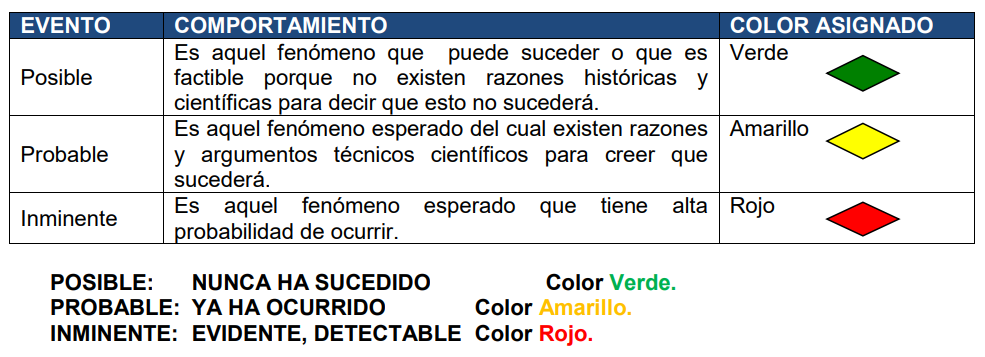 EVENTO COMPORTAMIENTO COLOR ASIGNADO
Posible
Es aquel fenómeno que puede suceder o que es
factible porque no existen razones históricas y
científicas para decir que esto no sucederá.
Verde
Probable
Es aquel fenómeno esperado del cual existen razones
y argumentos técnicos científicos para creer que
sucederá.
Amarillo
Inminente
Es aquel fenómeno esperado que tiene alta
probabilidad de ocurrir.
Rojo
POSIBLE: NUNCA HA SUCEDIDO Color Verde.
PROBABLE: YA HA OCURRIDO Color Amarillo.
INMINENTE: EVIDENTE, DETECTABLE Color Rojo.